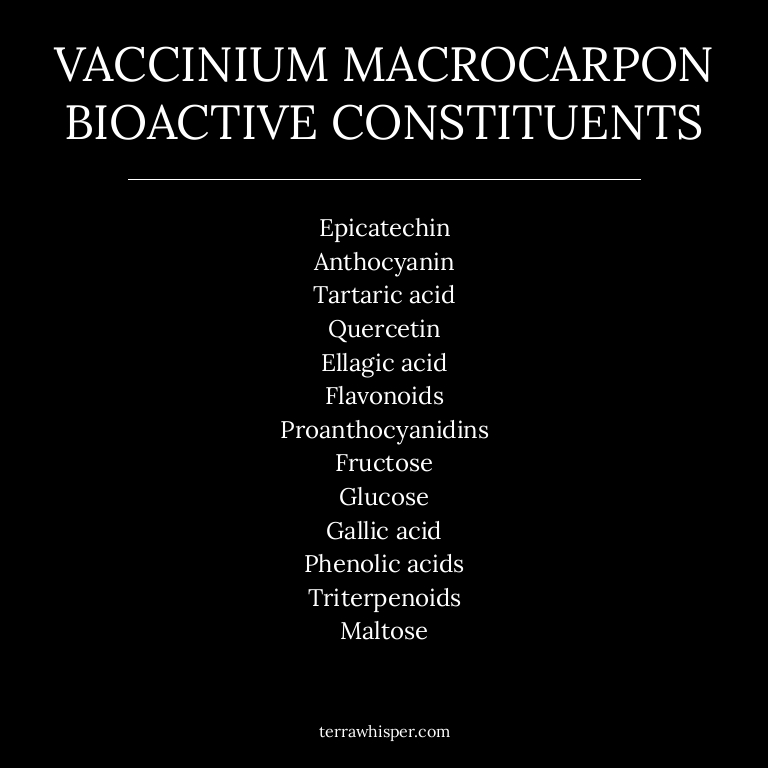 VACCINIUM MACROCARPON
BIOACTIVE CONSTITUENTS
Epicatechin
Anthocyanin
Tartaric acid
Quercetin
Ellagic acid
Flavonoids
Proanthocyanidins
Fructose
Glucose
Gallic acid
Phenolic acids
Triterpenoids
Maltose
terrawhisper.com